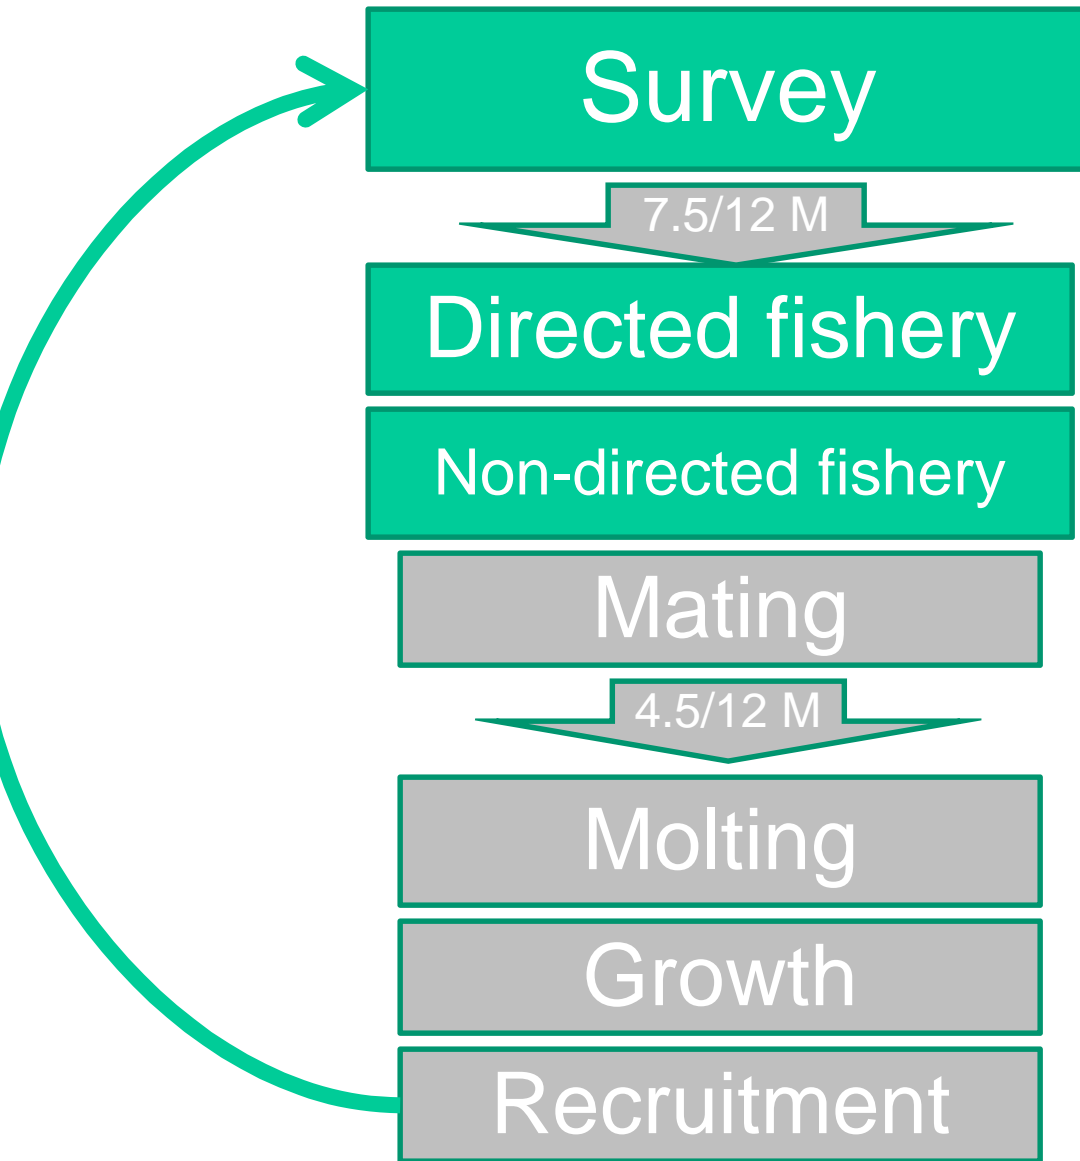 Survey
7.5/12 M
Directed fishery
Non-directed fishery
Mating
4.5/12 M
Molting
Growth
Recruitment